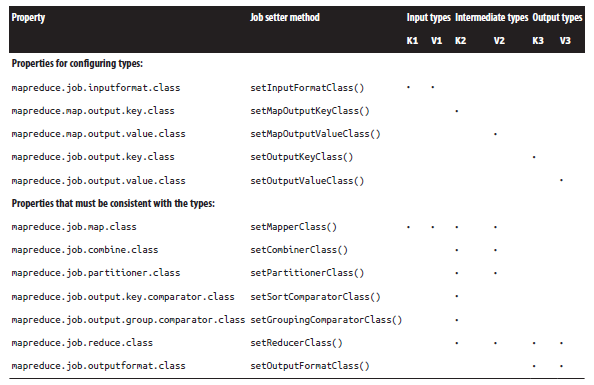 Property Job setter method Input types Intermediate types Output types
K1 V1 K2 V2 K3 V3
Properties for configuring types:
mapreduce.job.inputformat.class setInputFormatClass() • •
mapreduce.map.output.key.class setMapOutputKeyClass() •
mapreduce.map.output.value.class setMapOutputValueClass() •
mapreduce.job.output.key.class setOutputKeyClass() •
mapreduce.job.output.value.class setOutputValueClass() •
Properties that must be consistent with the types:
mapreduce.job.map.class setMapperClass() • • • •
mapreduce.job.combine.class setCombinerClass() • •
mapreduce.job.partitioner.class setPartitionerClass() • •
mapreduce.job.output.key.comparator.class setSortComparatorClass() •
mapreduce.job.output.group.comparator.class setGroupingComparatorClass() •
mapreduce.job.reduce.class setReducerClass() • • • •
mapreduce.job.outputformat.class setOutputFormatClass() • •